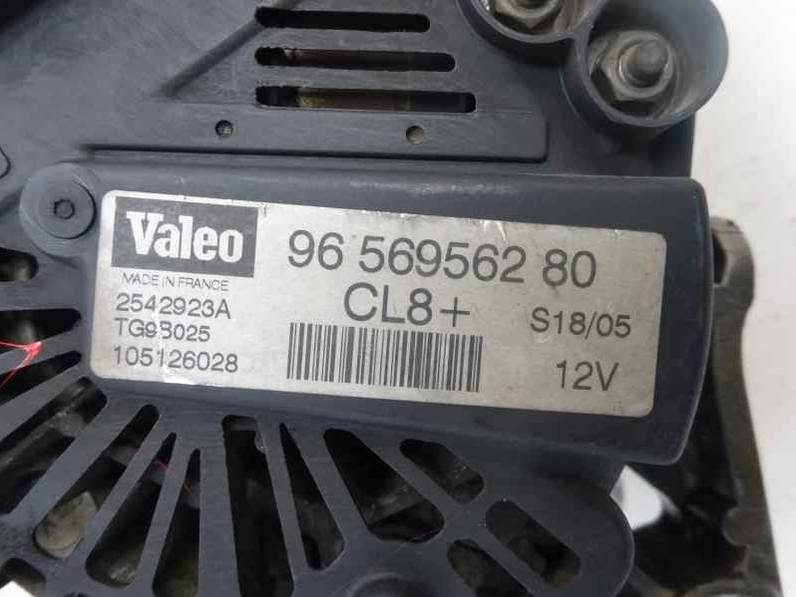 Valeo
MADE IN FRANCE
2542923A
TG9B025
105126028
96 569562 80
CL8+
S18/05
12V